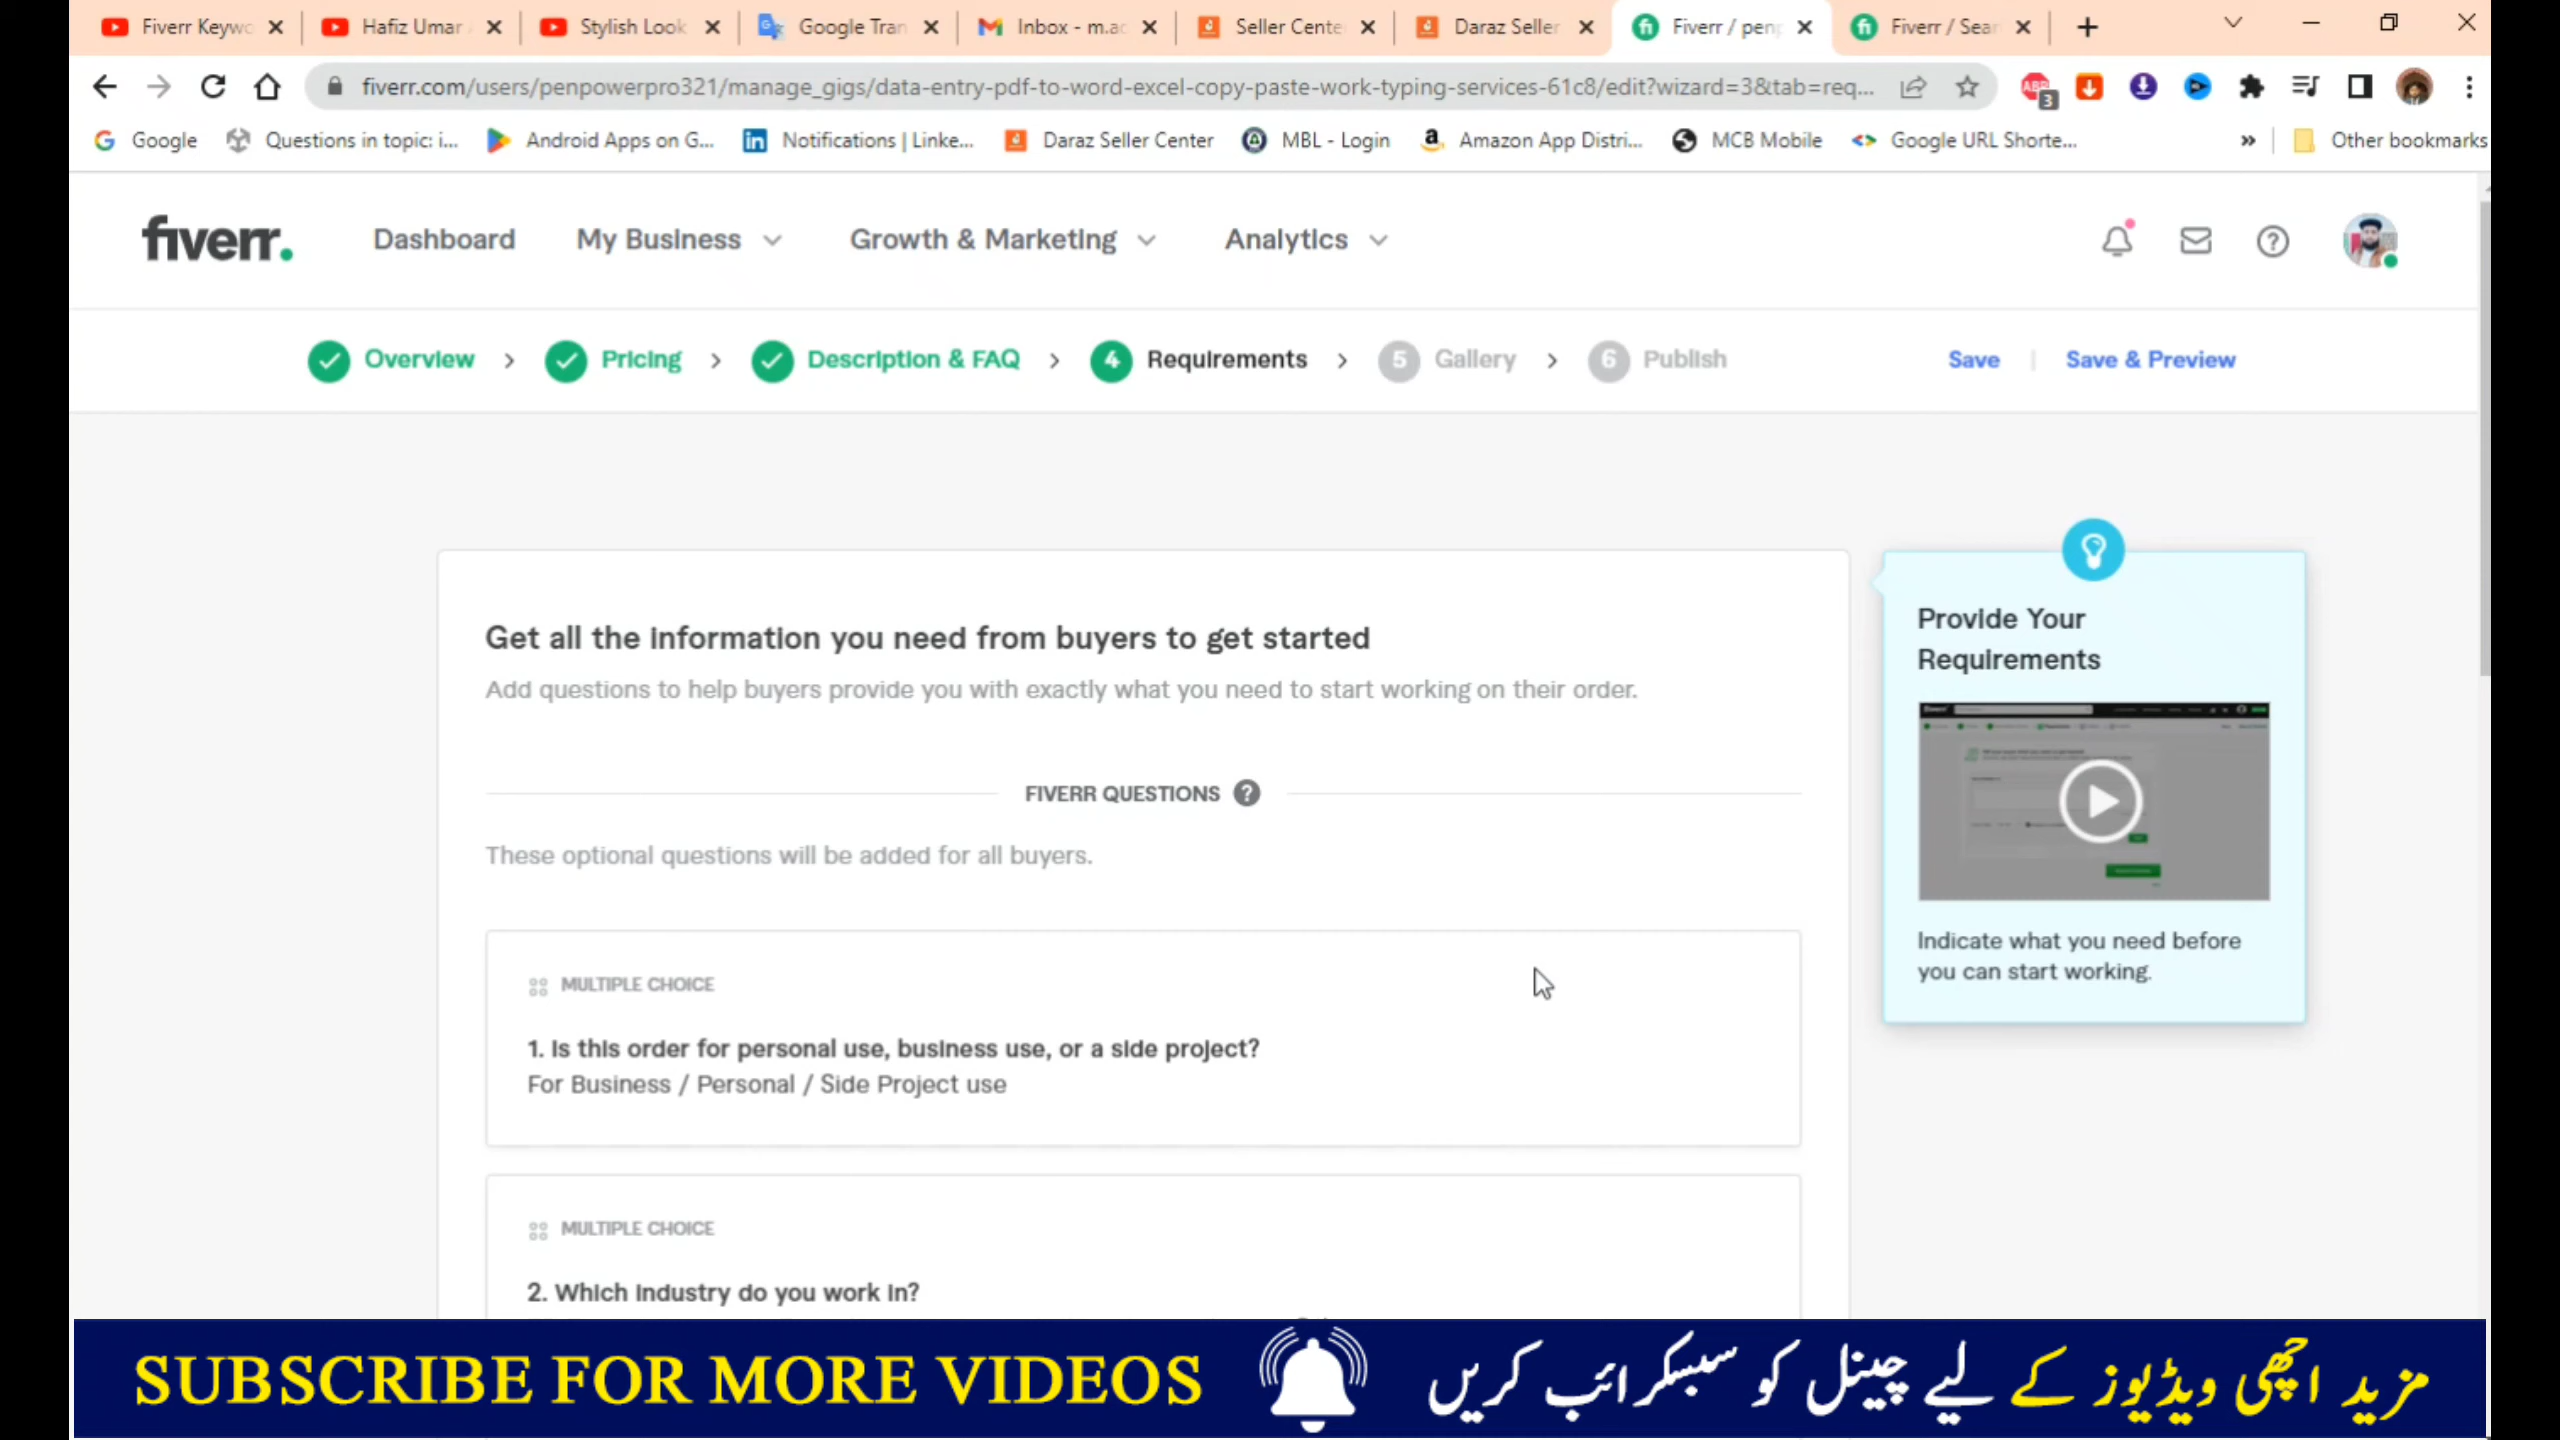 Fiverr Keywo
Hafiz Umar
Stylish Look
Google Tran
Inbox - m.ac
Seller Cente
Daraz Seller
Fiverr / penp
Fiverr / Sear
fiverr.com/users/penpowerpro321/manage_gigs/data-entry-pdf-to-word-excel-copy-paste-work-typing-services-61c8/edit?wizard=3&tab=req...
ABP
3
Google
Questions in topic: i...
Android Apps on G...
Notifications | Linke...
Daraz Seller Center
MBL - Login
Amazon App Distri...
MCB Mobile
Google URL Shorte...
»
Other bookmarks
fiverr.
Dashboard
My Business
Growth & Marketing
Analytics
Overview
Pricing
Description & FAQ
4 Requirements
5 Gallery
6 Publish
Save
Save & Preview
Get all the information you need from buyers to get started
Add questions to help buyers provide you with exactly what you need to start working on their order.
FIVERR QUESTIONS ?
These optional questions will be added for all buyers.
MULTIPLE CHOICE
1. Is this order for personal use, business use, or a side project?
For Business / Personal / Side Project use
MULTIPLE CHOICE
2. Which industry do you work in?
Provide Your
Requirements
Indicate what you need before
you can start working.
SUBSCRIBE FOR MORE VIDEOS
مزید اچھی ویڈیوز کے لیے چینل کو سبسکرائب کریں